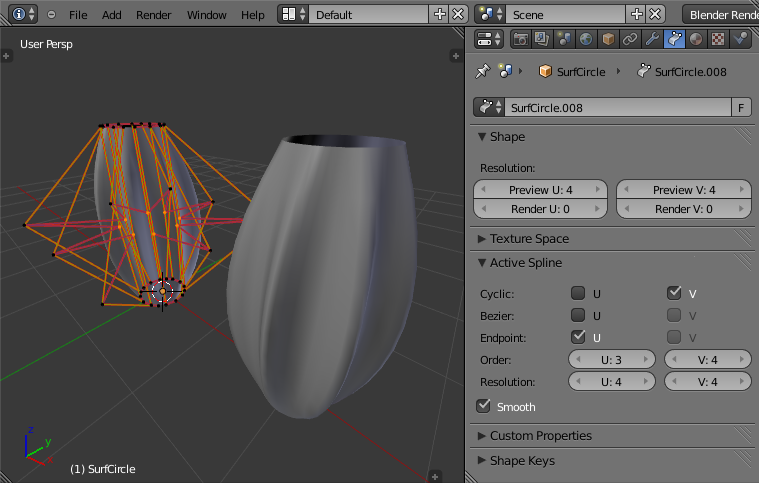 File Add Render Window Help Default Scene Blender Rende
User Persp
SurfCircle SurfCircle.008
SurfCircle.008 F
Shape
Resolution:
Preview U: 4 Preview V: 4
Render U: 0 Render V: 0
Texture Space
Active Spline
Cyclic: U V
Bezier: U V
Endpoint: U V
Order: U: 3 V: 4
Resolution: U: 4 V: 4
Smooth
Custom Properties
Shape Keys
z
y
x
(1) SurfCircle